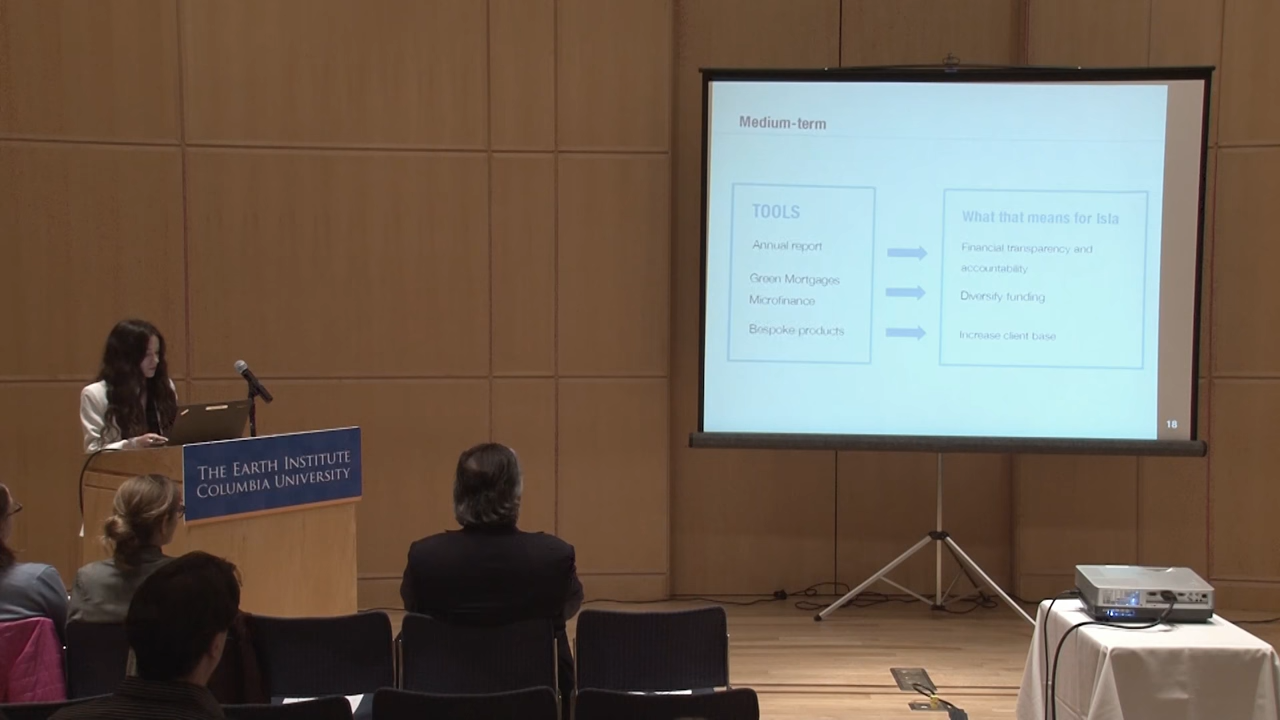 Medium-term
TOOLS
Annual report
Green Mortgages
Microfinance
Bespoke products
What that means for Isla
Financial transparency and
accountability
Diversify funding
Increase client base
18
THE EARTH INSTITUTE
COLUMBIA UNIVERSITY